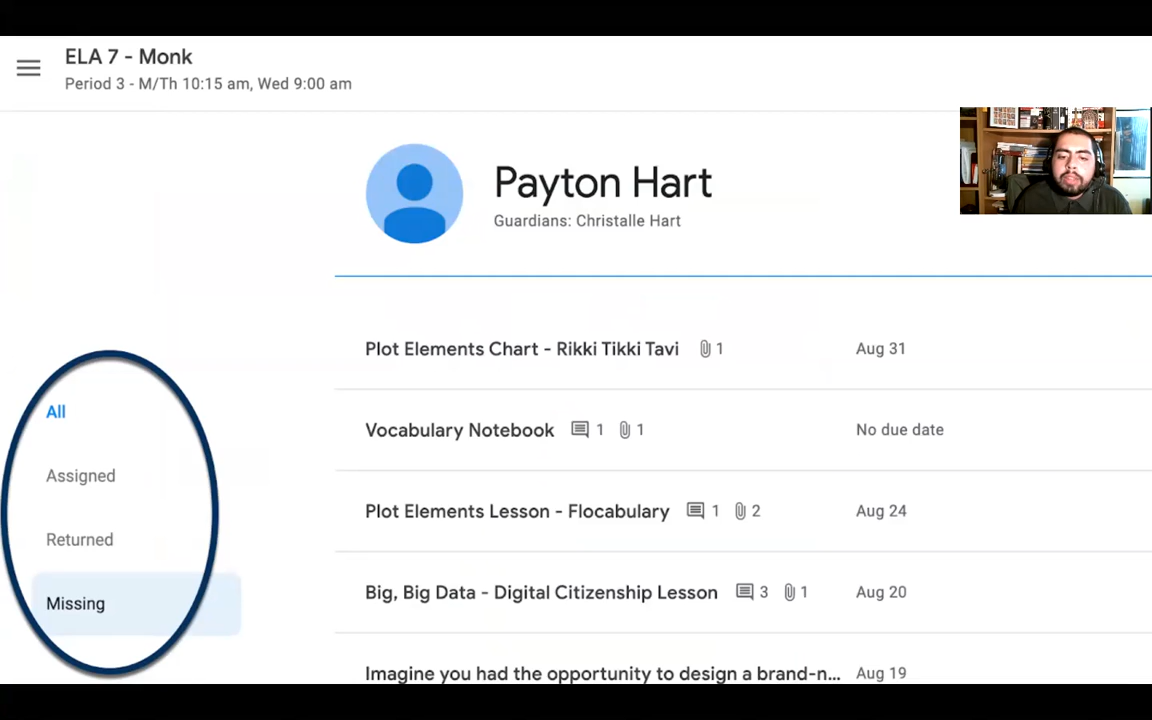 ELA 7 - Monk
Period 3 - M/Th 10:15 am, Wed 9:00 am
Payton Hart
Guardians: Christalle Hart
All
Assigned
Returned
Missing
Plot Elements Chart - Rikki Tikki Tavi 1 Aug 31
Vocabulary Notebook 1 1 No due date
Plot Elements Lesson - Flocabulary 1 2 Aug 24
Big, Big Data - Digital Citizenship Lesson 3 1 Aug 20
Imagine you had the opportunity to design a brand-n... Aug 19